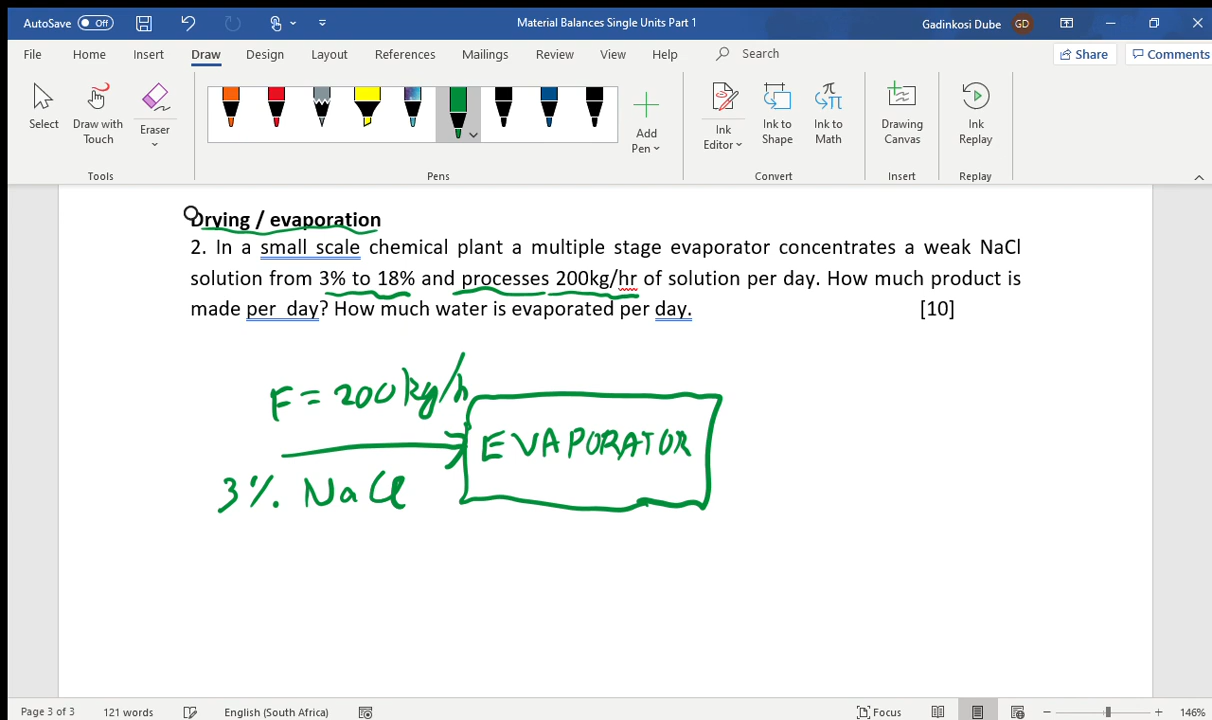 AutoSave Off Material Balances Single Units Part 1 Gadinkosi Dube GD
File Home Insert Draw Design Layout References Mailings Review View Help Search Share Comments
Select Draw with Touch Eraser Add Pen Ink Editor Ink to Shape Ink to Math Drawing Canvas Ink Replay
Tools Pens Convert Insert Replay
Drying / evaporation
2. In a small scale chemical plant a multiple stage evaporator concentrates a weak NaCl
solution from 3% to 18% and processes 200kg/hr of solution per day. How much product is
made per day? How much water is evaporated per day. [10]
F = 200kg/h
EVAPORATOR
3% NaCl
Page 3 of 3 121 words English (South Africa) Focus 146%